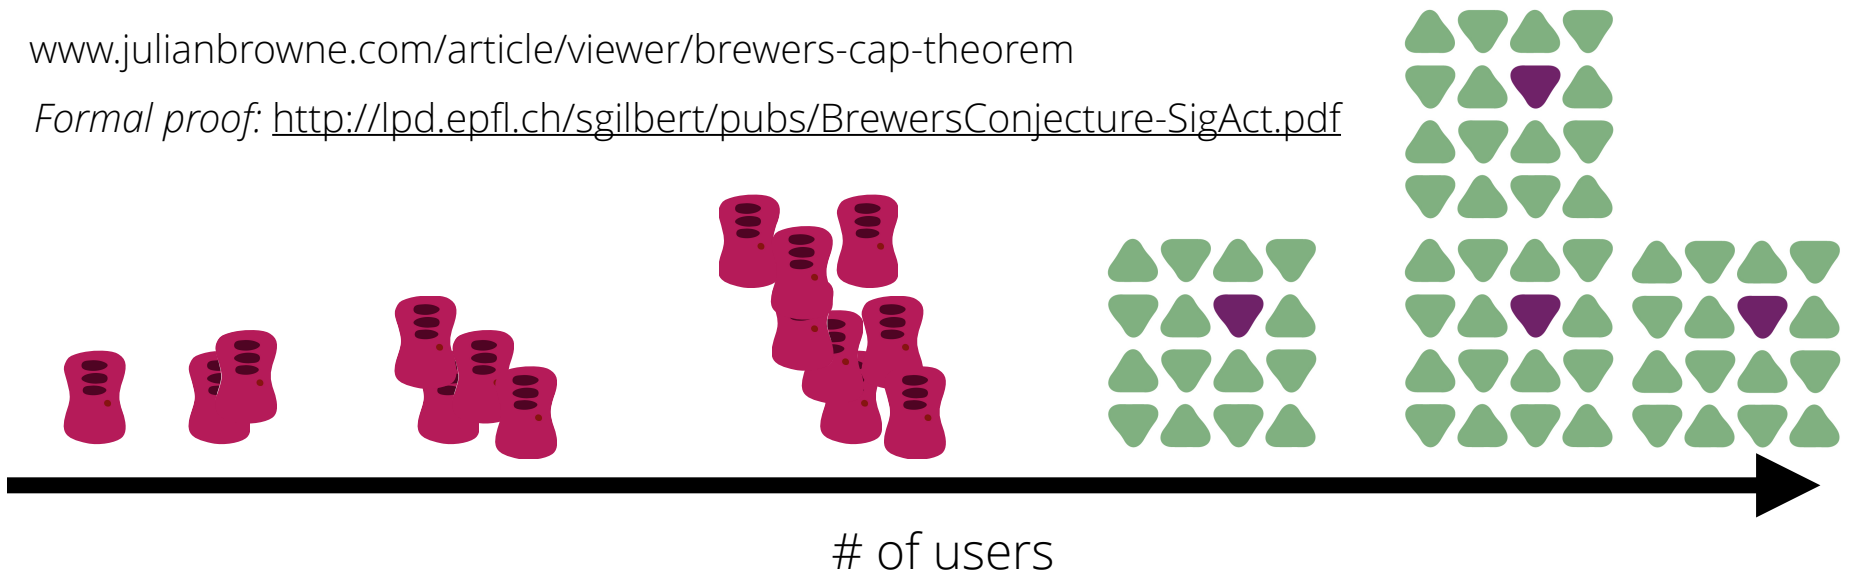 www.julianbrowne.com/article/viewer/brewers-cap-theorem
Formal proof: http://lpd.epfl.ch/sgilbert/pubs/BrewersConjecture-SigAct.pdf
# of users